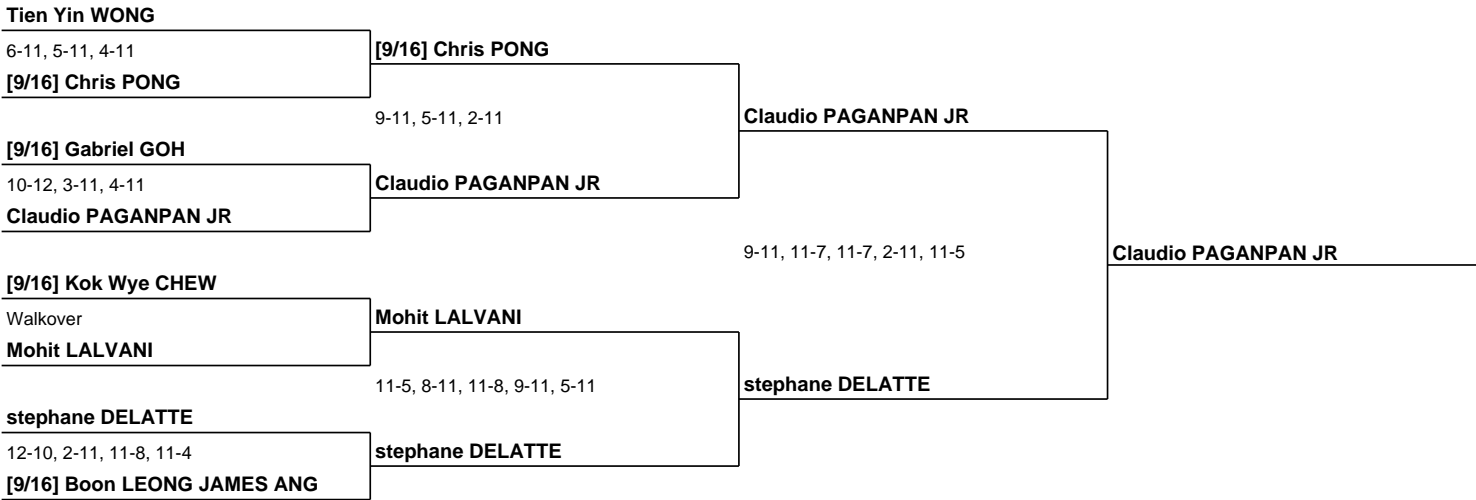 Tien Yin WONG
6-11, 5-11, 4-11
[9/16] Chris PONG
[9/16] Chris PONG
9-11, 5-11, 2-11
Claudio PAGANPAN JR
[9/16] Gabriel GOH
10-12, 3-11, 4-11
Claudio PAGANPAN JR
Claudio PAGANPAN JR
9-11, 11-7, 11-7, 2-11, 11-5
Claudio PAGANPAN JR
[9/16] Kok Wye CHEW
Walkover
Mohit LALVANI
Mohit LALVANI
11-5, 8-11, 11-8, 9-11, 5-11
stephane DELATTE
stephane DELATTE
12-10, 2-11, 11-8, 11-4
stephane DELATTE
[9/16] Boon LEONG JAMES ANG